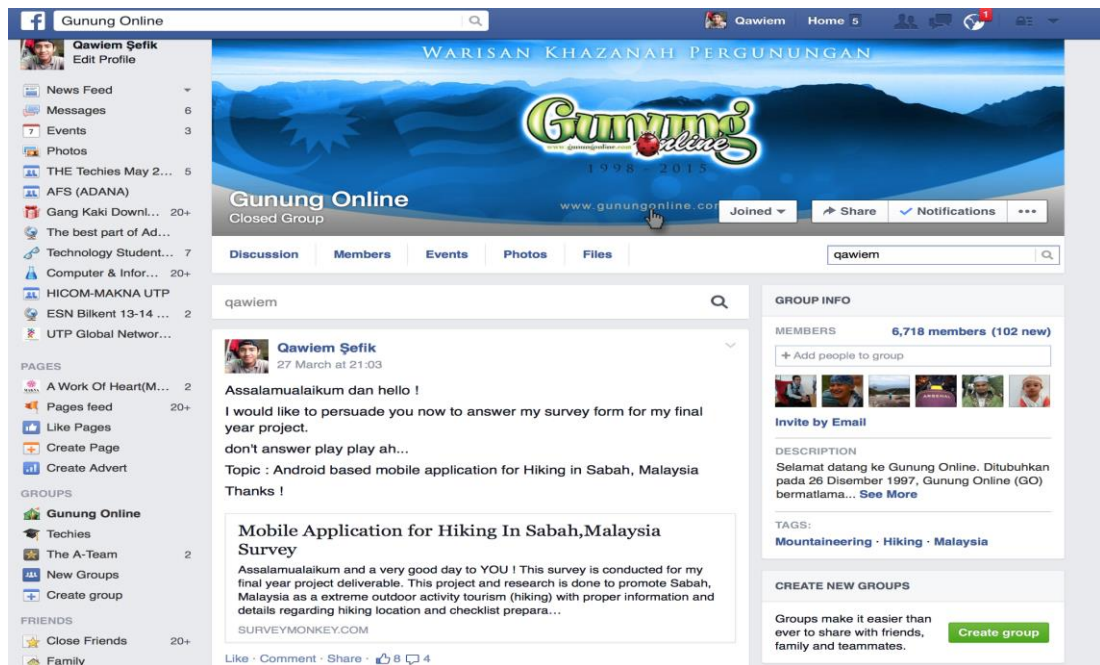 Gunung Online
Qawiem
Home 5
1
Qawiem Şefik
Edit Profile
News Feed
Messages 6
7 Events 3
Photos
THE Techies May 2... 5
AFS (ADANA)
Gang Kaki Downl... 20+
The best part of Ad...
Technology Student... 7
Computer & Infor... 20+
HICOM-MAKNA UTP
ESN Bilkent 13-14 ... 2
UTP Global Networ...
PAGES
A Work Of Heart(M... 2
Pages feed 20+
Like Pages
Create Page
Create Advert
GROUPS
Gunung Online
Techies
The A-Team 2
New Groups
Create group
FRIENDS
Close Friends 20+
Family
WARISAN KHAZANAH PERGUNUNGAN
Gunung
online
www.gunungonline.com
1998 - 2015
Gunung Online
Closed Group
www.gunungonline.com
Joined
Share
Notifications
Discussion Members Events Photos Files
qawiem
qawiem
Qawiem Şefik
27 March at 21:03
Assalamualaikum dan hello !
I would like to persuade you now to answer my survey form for my final
year project.
don't answer play play ah...
Topic : Android based mobile application for Hiking in Sabah, Malaysia
Thanks !
Mobile Application for Hiking In Sabah,Malaysia
Survey
Assalamualaikum and a very good day to YOU ! This survey is conducted for my
final year project deliverable. This project and research is done to promote Sabah,
Malaysia as a extreme outdoor activity tourism (hiking) with proper information and
details regarding hiking location and checklist prepara...
SURVEYMONKEY.COM
Like · Comment · Share · 8 4
GROUP INFO
MEMBERS 6,718 members (102 new)
+ Add people to group
Invite by Email
DESCRIPTION
Selamat datang ke Gunung Online. Ditubuhkan
pada 26 Disember 1997, Gunung Online (GO)
bermatlama... See More
TAGS:
Mountaineering · Hiking · Malaysia
CREATE NEW GROUPS
Groups make it easier than
ever to share with friends,
family and teammates.
Create group